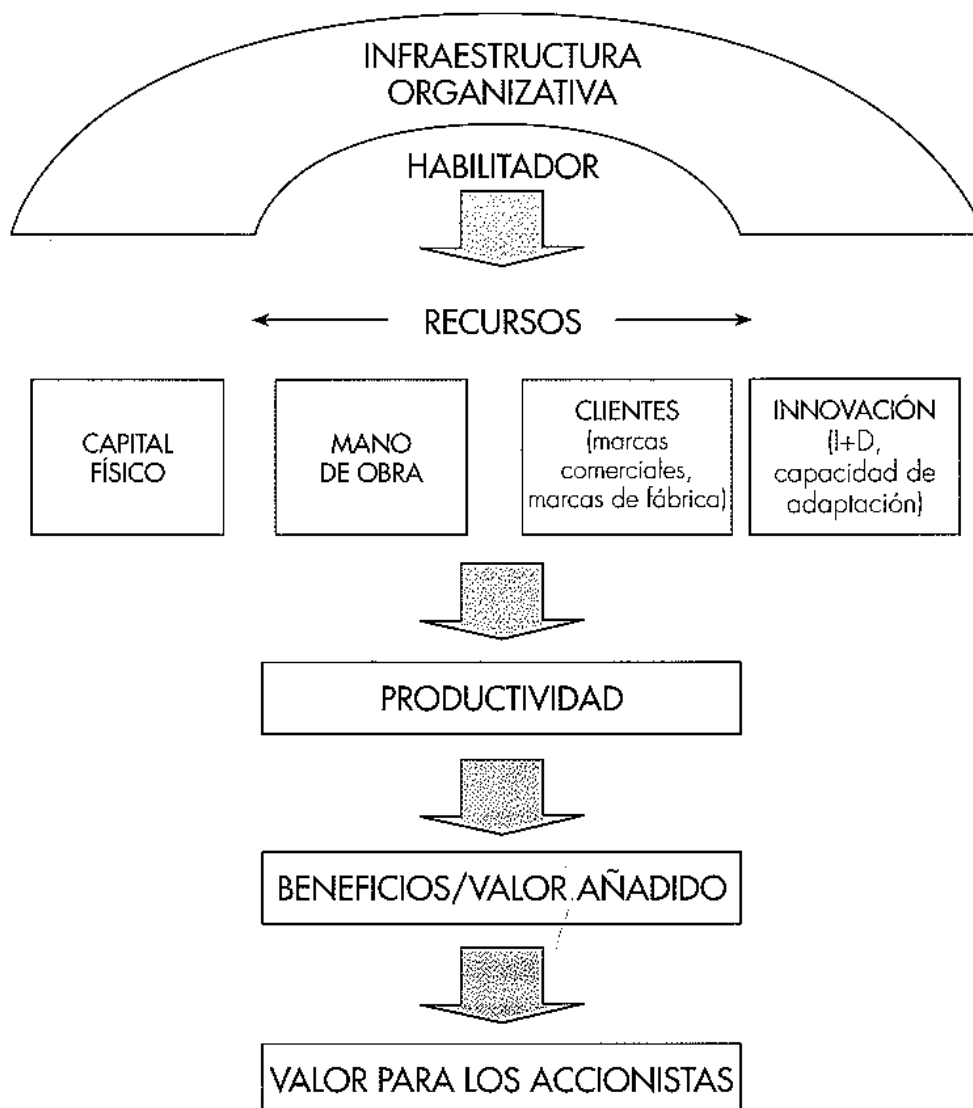 INFRAESTRUCTURA
ORGANIZATIVA
HABILITADOR
RECURSOS
CAPITAL
FÍSICO
MANO
DE OBRA
CLIENTES
(marcas
comerciales,
marcas de fábrica)
INNOVACIÓN
(I+D,
capacidad de
adaptación)
PRODUCTIVIDAD
BENEFICIOS/VALOR AÑADIDO
VALOR PARA LOS ACCIONISTAS